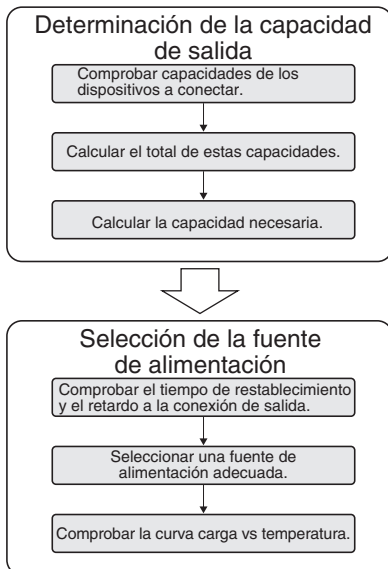 Determinación de la capacidad
de salida
Comprobar capacidades de los
dispositivos a conectar.
Calcular el total de estas capacidades.
Calcular la capacidad necesaria.
Selección de la fuente
de alimentación
Comprobar el tiempo de restablecimiento
y el retardo a la conexión de salida.
Seleccionar una fuente de
alimentación adecuada.
Comprobar la curva carga vs temperatura.